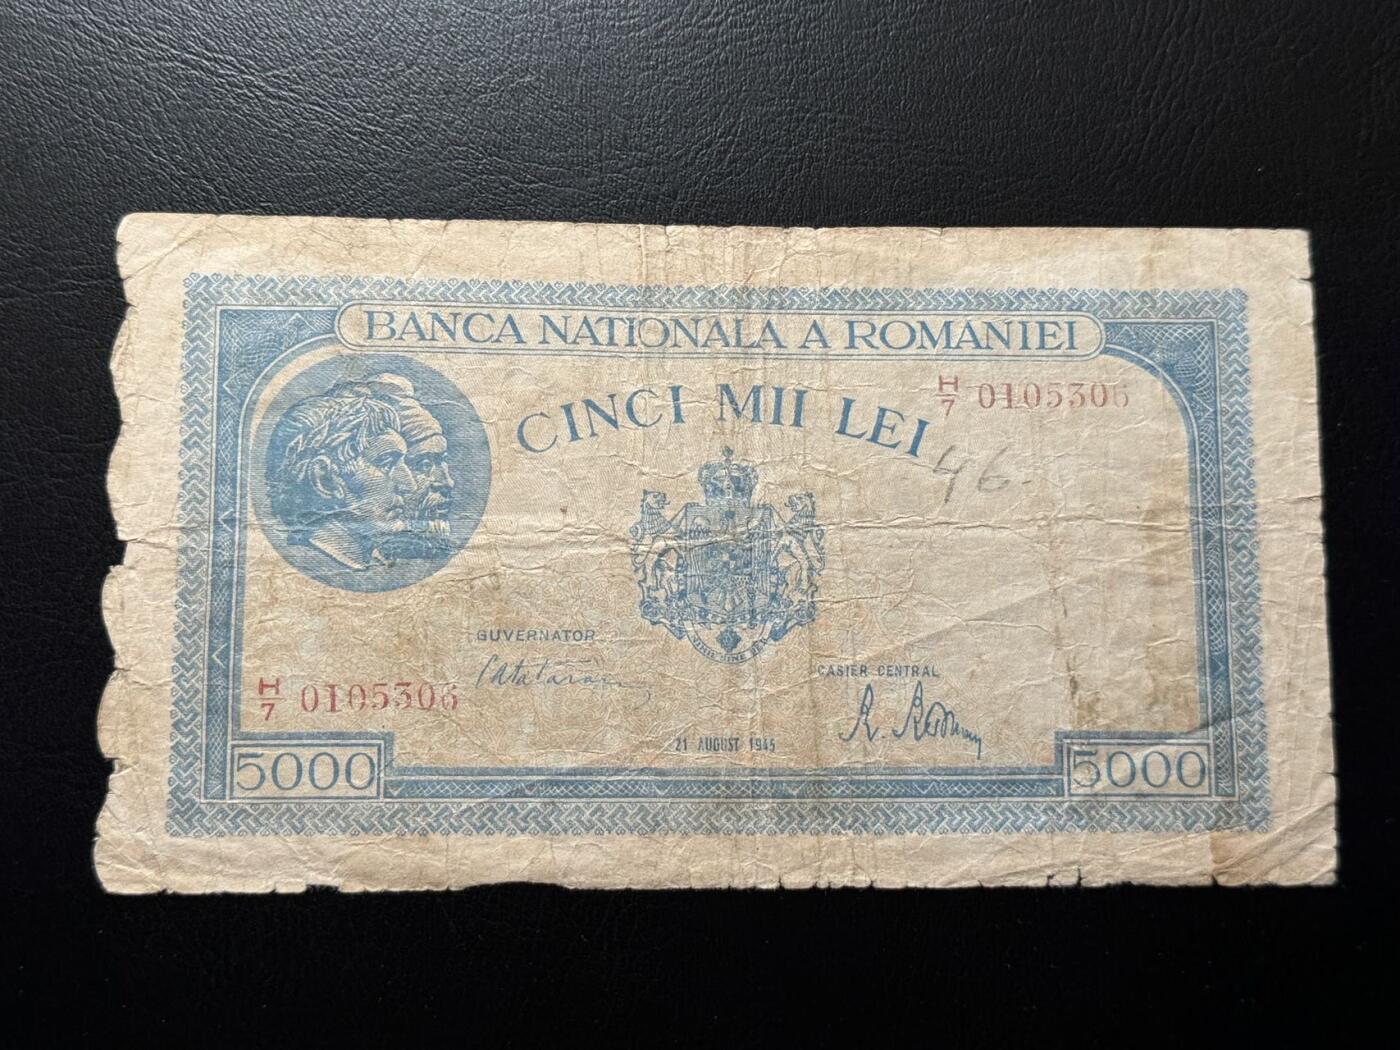 BANCA NATIONALA A ROMANIEI
CINCI MII LEI
H/7 0105306
46.
GUVERNATOR
CASIER CENTRAL
H/7 0105306
21 AUGUST 1945
5000
5000